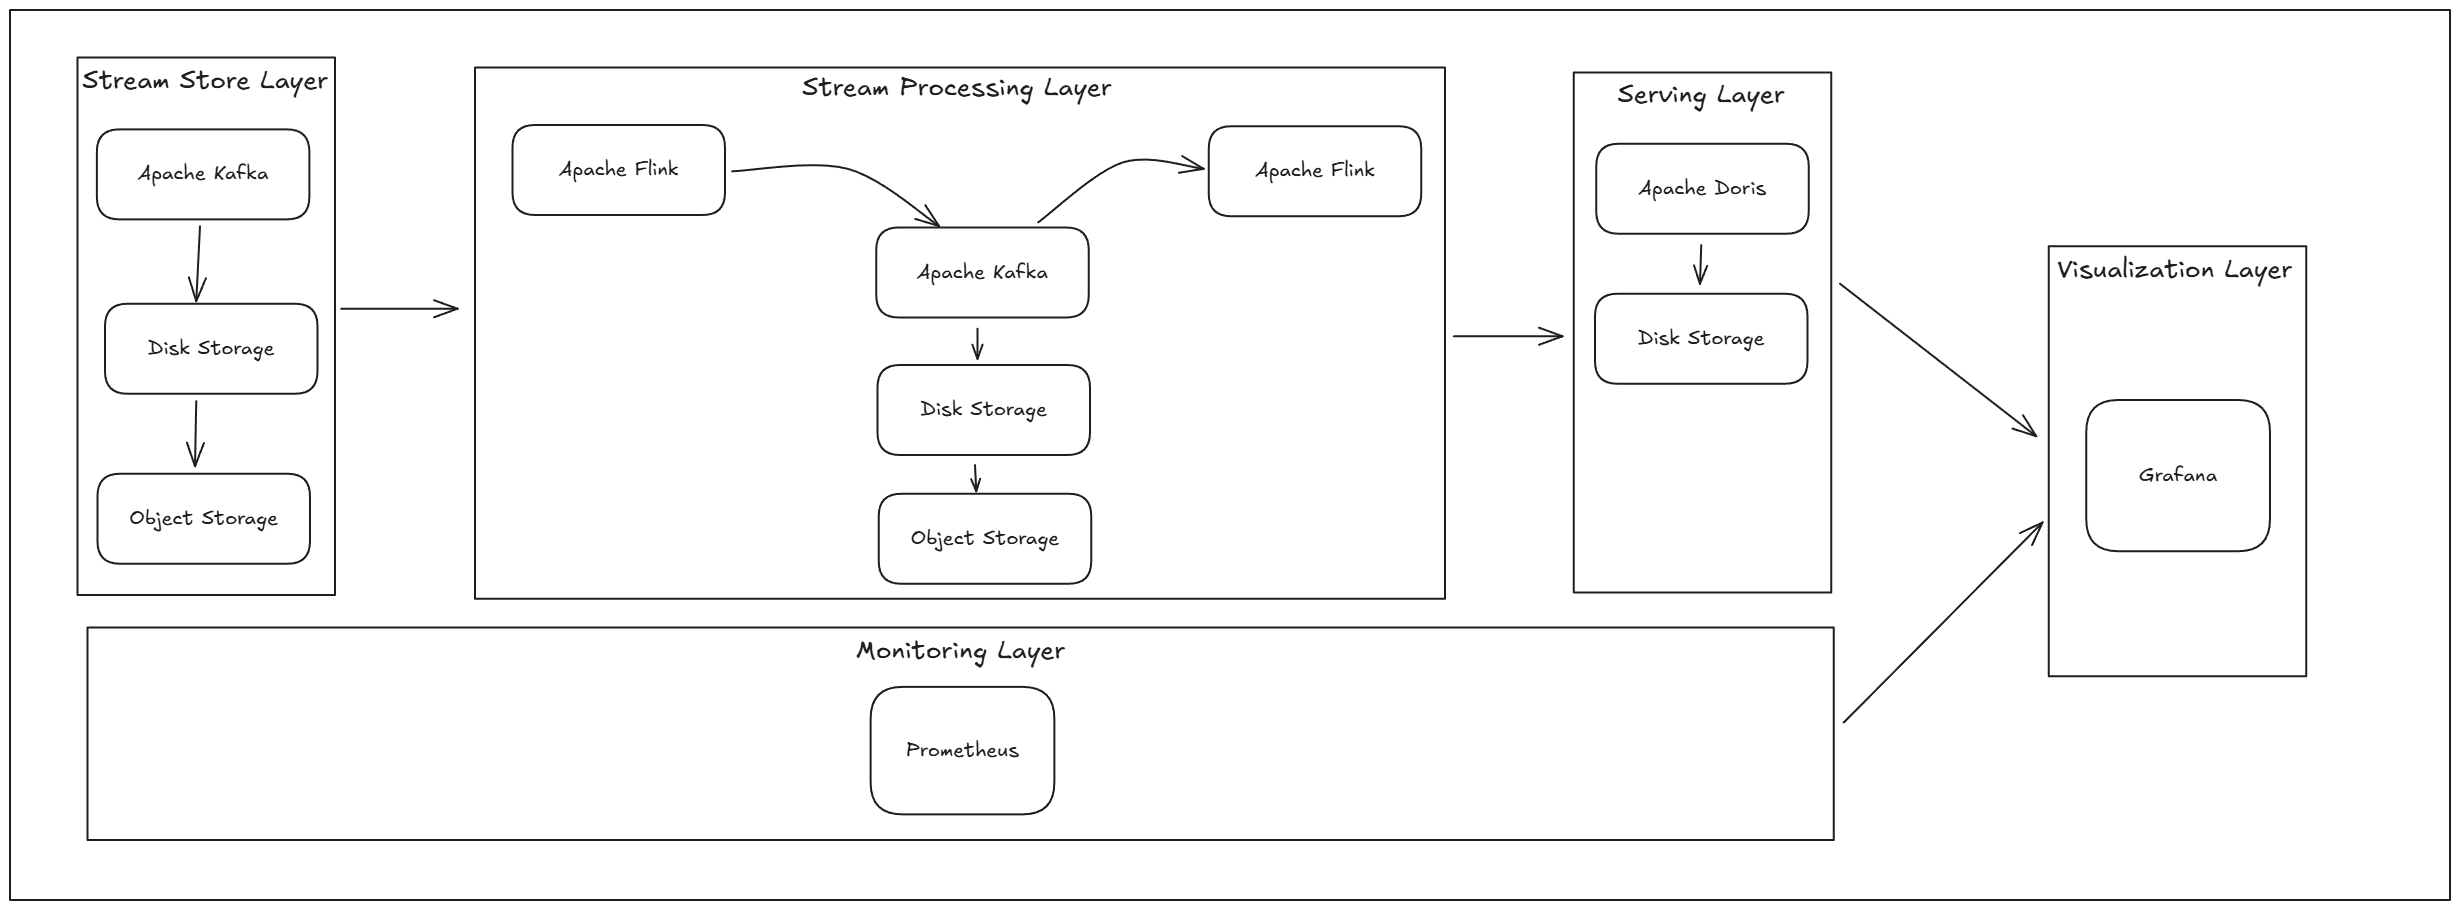 Stream Store Layer
Apache Kafka
Disk Storage
Object Storage
Stream Processing Layer
Apache Flink
Apache Flink
Apache Kafka
Disk Storage
Object Storage
Serving Layer
Apache Doris
Disk Storage
Visualization Layer
Grafana
Monitoring Layer
Prometheus